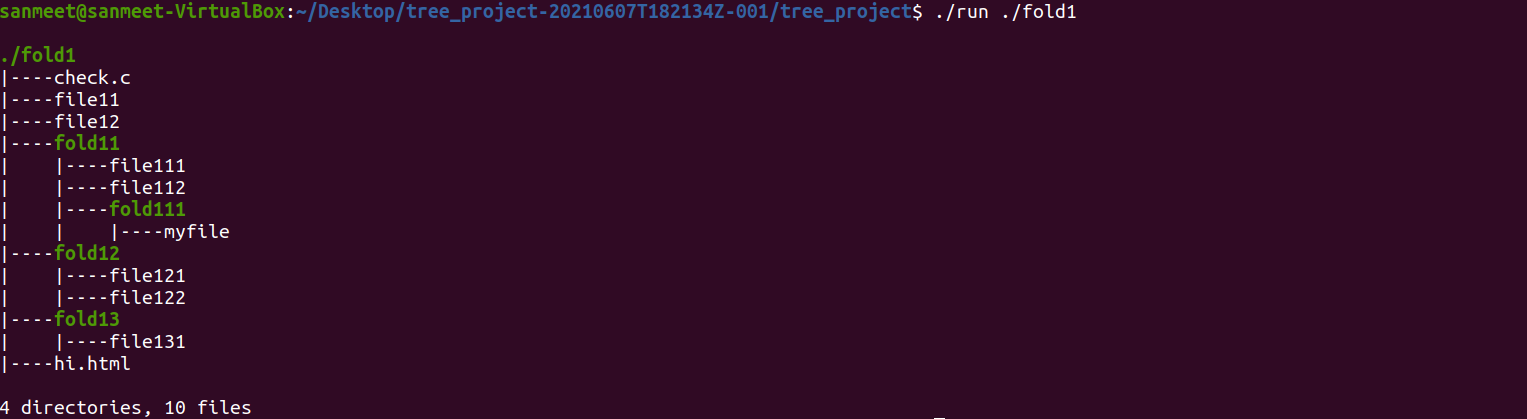 sanmeet@sanmeet-VirtualBox:~/Desktop/tree_project-20210607T182134Z-001/tree_project$ ./run ./fold1
./fold1
|----check.c
|----file11
|----file12
|----fold11
|    |----file111
|    |----file112
|    |----fold111
|    |    |----myfile
|----fold12
|    |----file121
|    |----file122
|----fold13
|    |----file131
|----hi.html
4 directories, 10 files